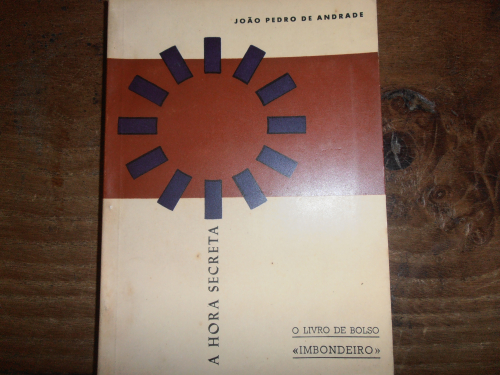 JOÃO PEDRO DE ANDRADE
A HORA SECRETA
O LIVRO DE BOLSO
«IMBONDEIRO»